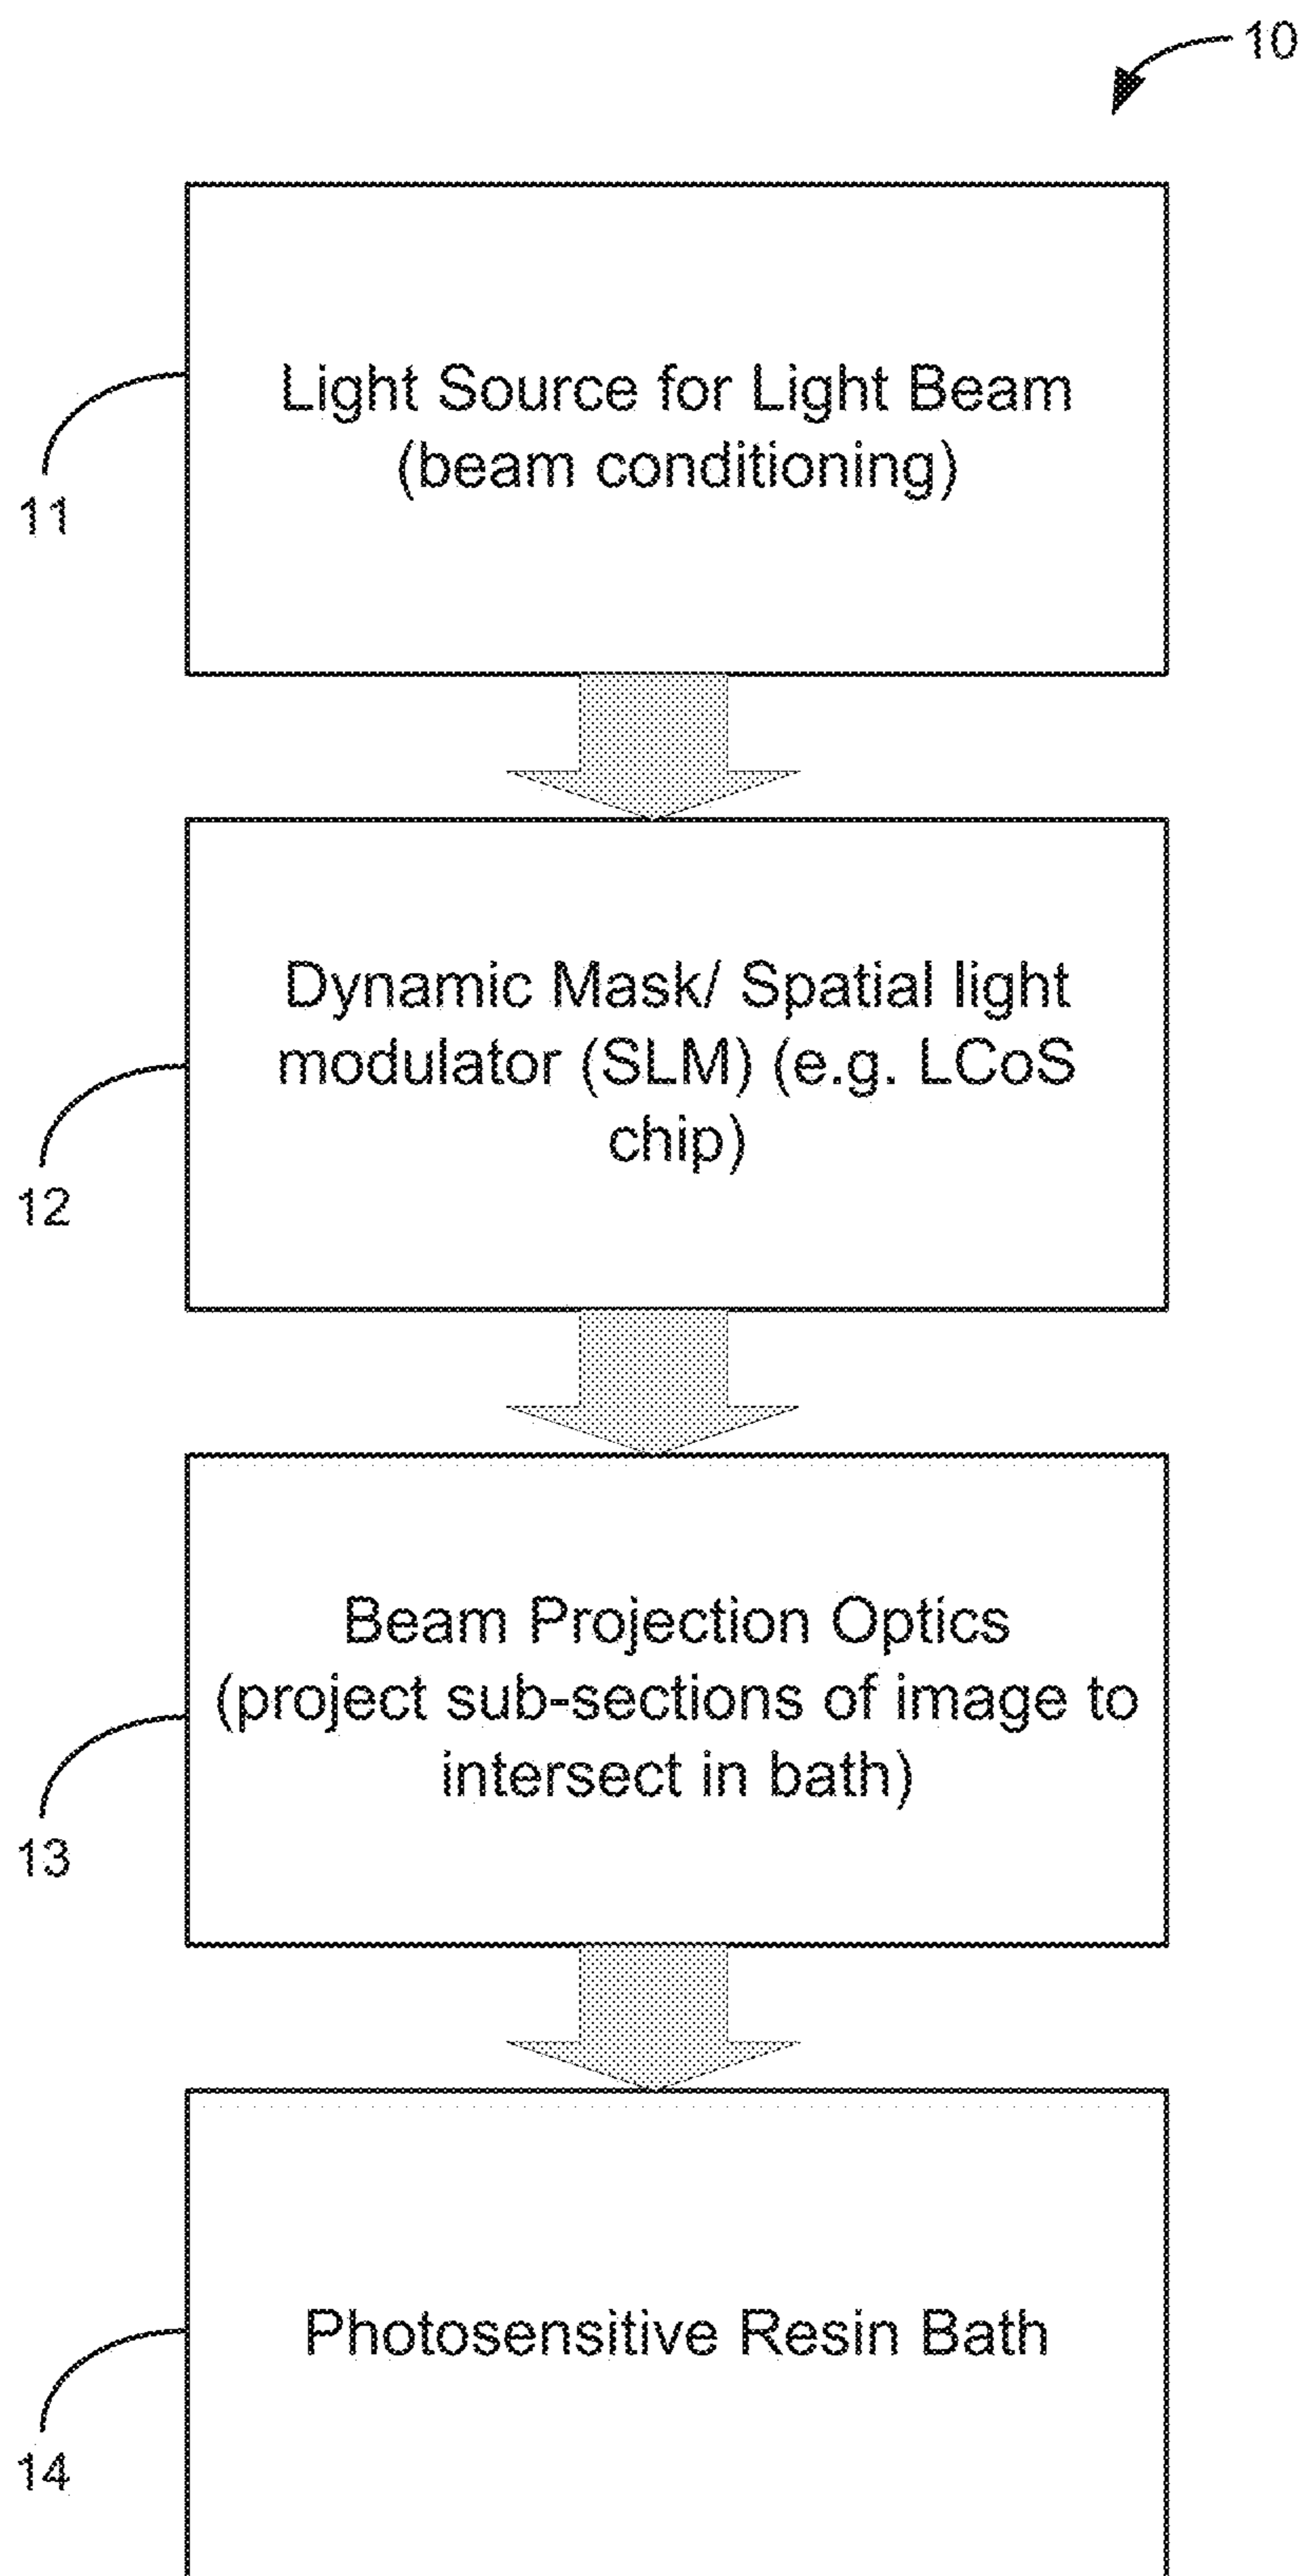 10
Light Source for Light Beam
(beam conditioning)
11
Dynamic Mask/ Spatial light
modulator (SLM) (e.g. LCoS
chip)
12
Beam Projection Optics
(project sub-sections of image to
intersect in bath)
13
Photosensitive Resin Bath
14